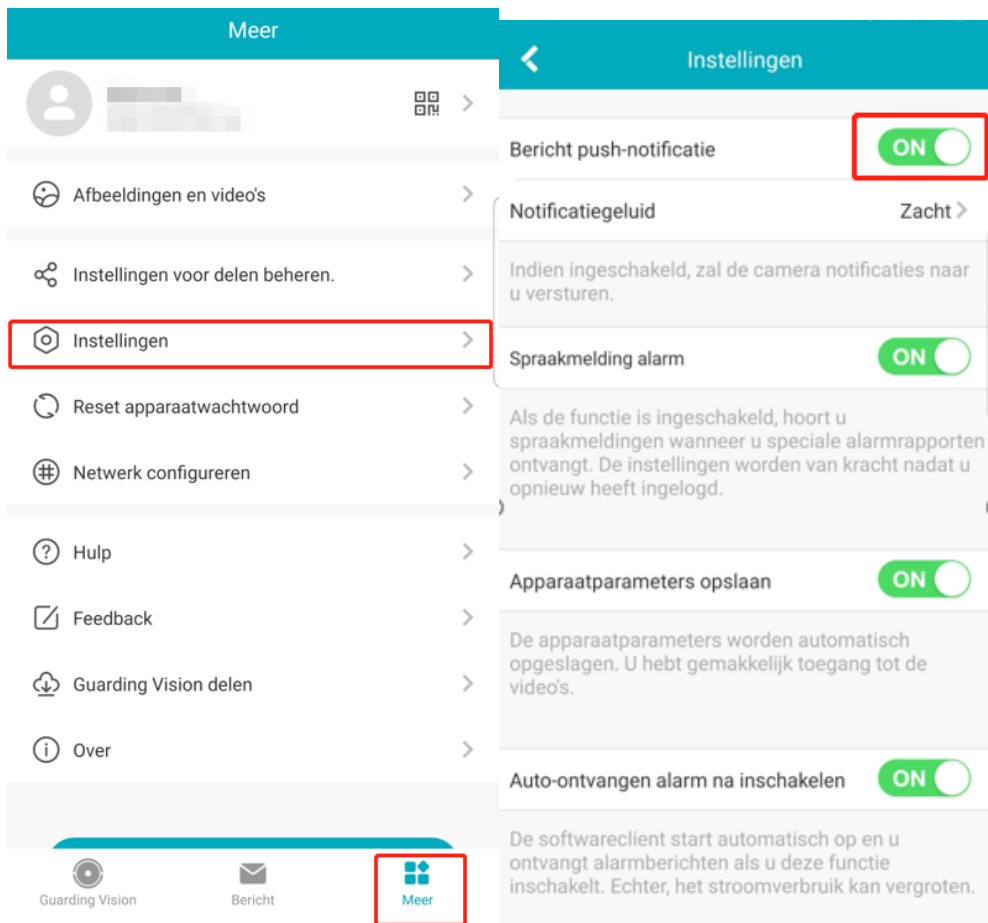 Meer
Afbeeldingen en video's
Instellingen voor delen beheren.
Instellingen
Reset apparaatwachtwoord
Netwerk configureren
Hulp
Feedback
Guarding Vision delen
Over
Guarding Vision
Bericht
Meer
Instellingen
Bericht push-notificatie
ON
Notificatiegeluid
Zacht
Indien ingeschakeld, zal de camera notificaties naar
u versturen.
Spraakmelding alarm
ON
Als de functie is ingeschakeld, hoort u
spraakmeldingen wanneer u speciale alarmrapporten
ontvangt. De instellingen worden van kracht nadat u
opnieuw heeft ingelogd.
Apparaatparameters opslaan
ON
De apparaatparameters worden automatisch
opgeslagen. U hebt gemakkelijk toegang tot de
video's.
Auto-ontvangen alarm na inschakelen
ON
De softwareclient start automatisch op en u
ontvangt alarmberichten als u deze functie
inschakelt. Echter, het stroomverbruik kan vergroten.